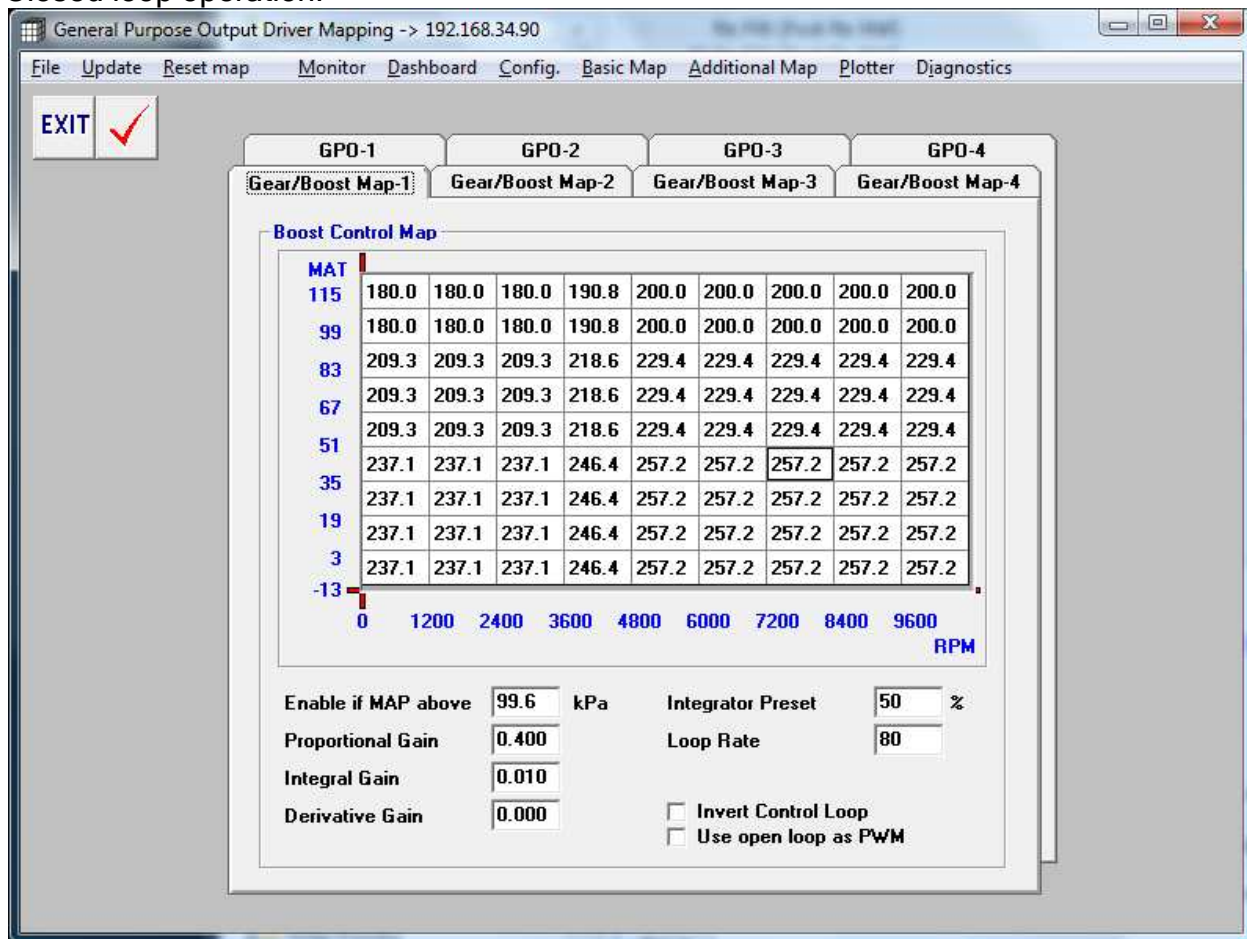 closed loop operation.
General Purpose Output Driver Mapping -> 192.168.34.90
File Update Reset map Monitor Dashboard Config. Basic Map Additional Map Plotter Diagnostics
EXIT
GPO-1 GPO-2 GPO-3 GPO-4
Gear/Boost Map-1 Gear/Boost Map-2 Gear/Boost Map-3 Gear/Boost Map-4
Boost Control Map
MAT
115 180.0 180.0 180.0 190.8 200.0 200.0 200.0 200.0 200.0
99 180.0 180.0 180.0 190.8 200.0 200.0 200.0 200.0 200.0
83 209.3 209.3 209.3 218.6 229.4 229.4 229.4 229.4 229.4
67 209.3 209.3 209.3 218.6 229.4 229.4 229.4 229.4 229.4
51 209.3 209.3 209.3 218.6 229.4 229.4 229.4 229.4 229.4
35 237.1 237.1 237.1 246.4 257.2 257.2 257.2 257.2 257.2
19 237.1 237.1 237.1 246.4 257.2 257.2 257.2 257.2 257.2
3 237.1 237.1 237.1 246.4 257.2 257.2 257.2 257.2 257.2
-13 237.1 237.1 237.1 246.4 257.2 257.2 257.2 257.2 257.2
0 1200 2400 3600 4800 6000 7200 8400 9600
RPM
Enable if MAP above 99.6 kPa Integrator Preset 50 %
Proportional Gain 0.400 Loop Rate 80
Integral Gain 0.010
Derivative Gain 0.000 Invert Control Loop
Use open loop as PWM